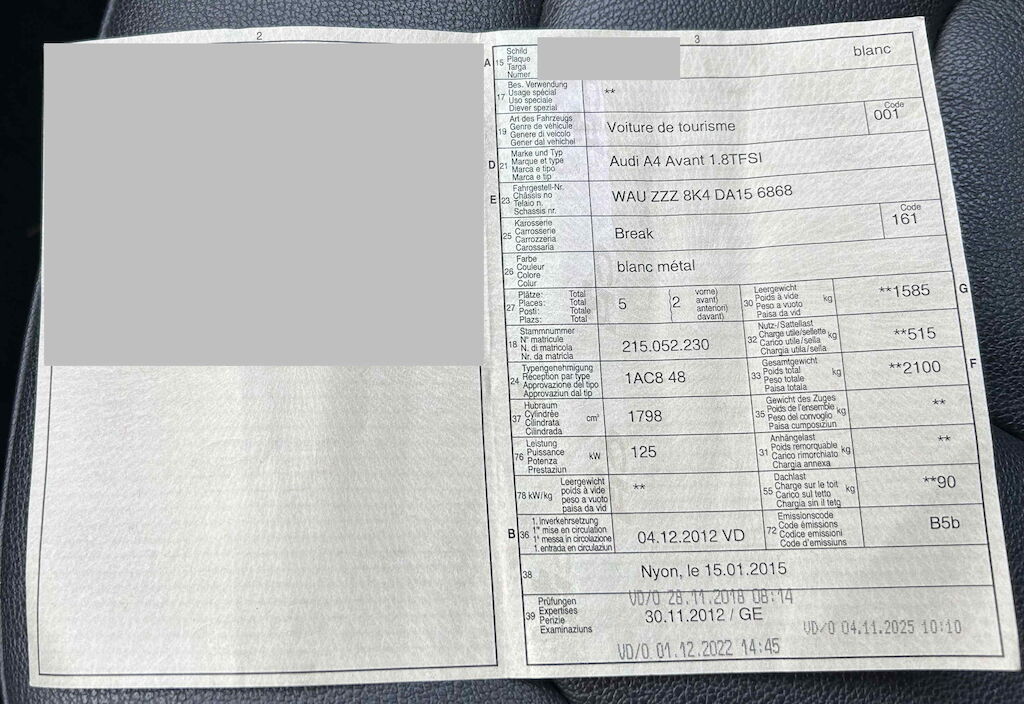 2
3
A 15 Schild
Plaque
Targa
Numer
blanc
17 Bes. Verwendung
Usage spécial
Uso speciale
Diever spezial
**
19 Art des Fahrzeugs
Genre de véhicule
Genere di veicolo
Gener dal vehichel
Voiture de tourisme
Code
001
D 21 Marke und Typ
Marque et type
Marca e tipo
Marca e tip
Audi A4 Avant 1.8TFSI
E 23 Fahrgestell-Nr.
Châssis no
Telaio n.
Schassis nr.
WAU ZZZ 8K4 DA15 6868
25 Karosserie
Carrosserie
Carrozzeria
Carossaria
Break
Code
161
26 Farbe
Couleur
Colore
Colur
blanc métal
27 Plätze: Total
Places: Total
Posti: Totale
Plazs: Total
5
(2 vorne)
avant)
anteriori)
davant)
30 Leergewicht
Poids à vide
Peso a vuoto
Paisa da vid
kg
**1585
G
18 Stammnummer
N° matricule
N. di matricola
Nr. da matricla
215.052.230
32 Nutz-/Sattellast
Charge utile/sellette
Carico utile/sella
Chargia utila/sella
kg
**515
24 Typengenehmigung
Réception par type
Approvazione del tipo
Approvaziun dal tip
1AC8 48
33 Gesamtgewicht
Poids total
Peso totale
Paisa totala
kg
**2100
F
37 Hubraum
Cylindrée
Cilindrata
Cilindrada
cm³
1798
35 Gewicht des Zuges
Poids de l'ensemble
Peso del convoglio
Paisa cumposiziun
kg
**
76 Leistung
Puissance
Potenza
Prestaziun
kW
125
31 Anhängelast
Poids remorquable
Carico rimorchiato
Chargia annexa
kg
**
78 kW/kg Leergewicht
poids à vide
peso a vuoto
paisa da vid
**
55 Dachlast
Charge sur le toit
Carico sul tetto
Chargia sin il tetg
kg
**90
B 36 1. Inverkehrsetzung
1re mise en circulation
1a messa in circolazione
1. entrada en circulaziun
04.12.2012 VD
72 Emissionscode
Code émissions
Codice emissioni
Code d'emissiuns
B5b
38
Nyon, le 15.01.2015
39 Prüfungen
Expertises
Perizie
Examinaziuns
VD/0 28.11.2018 08:14
30.11.2012 / GE
VD/0 04.11.2025 10:10
VD/0 01.12.2022 14:45